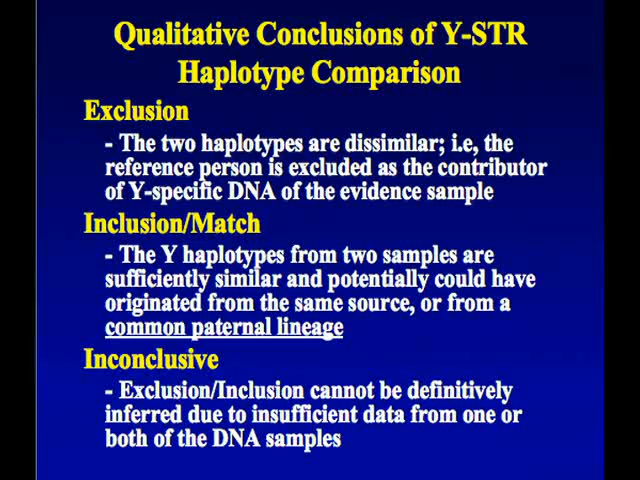 Qualitative Conclusions of Y-STR
Haplotype Comparison
Exclusion
- The two haplotypes are dissimilar; i.e, the
reference person is excluded as the contributor
of Y-specific DNA of the evidence sample
Inclusion/Match
- The Y haplotypes from two samples are
sufficiently similar and potentially could have
originated from the same source, or from a
common paternal lineage
Inconclusive
- Exclusion/Inclusion cannot be definitively
inferred due to insufficient data from one or
both of the DNA samples